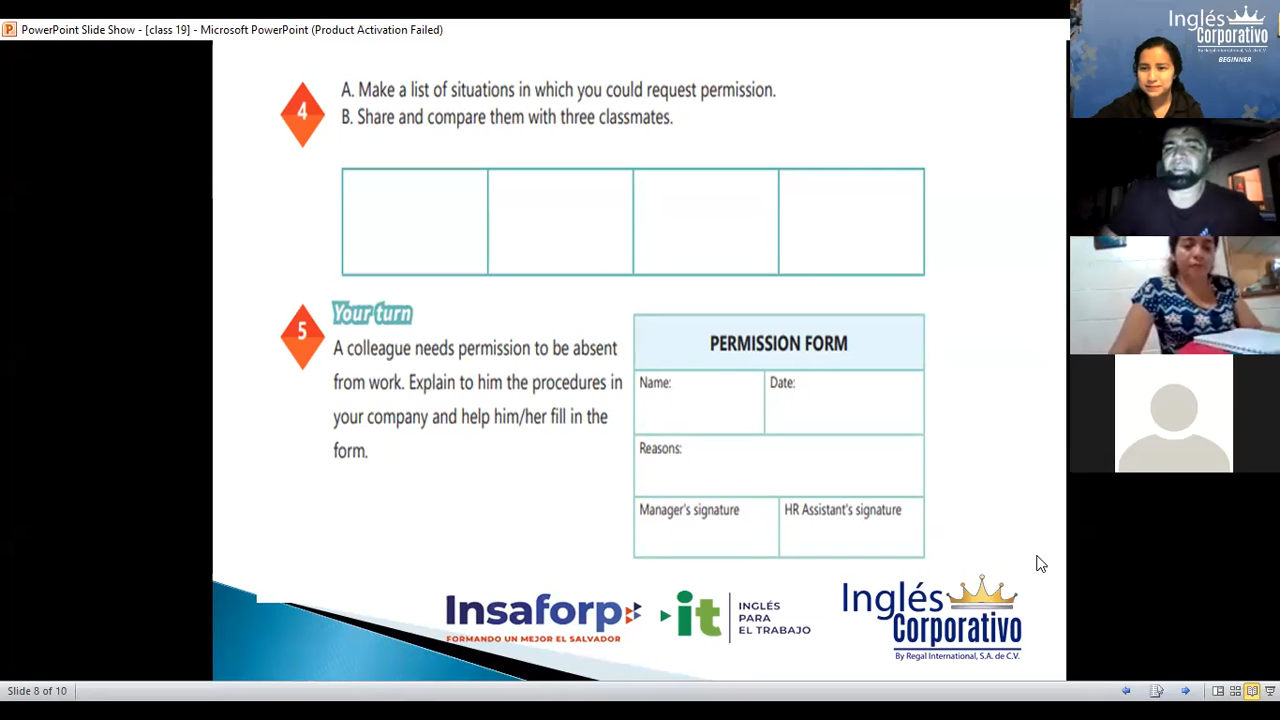 PowerPoint Slide Show - [class 19] - Microsoft PowerPoint (Product Activation Failed)
Inglés
Corporativo
By Regal International, S.A. de C.V.
BEGINNER
4
A. Make a list of situations in which you could request permission.
B. Share and compare them with three classmates.
5
Your turn
A colleague needs permission to be absent
from work. Explain to him the procedures in
your company and help him/her fill in the
form.
PERMISSION FORM
Name:
Date:
Reasons:
Manager's signature
HR Assistant's signature
Insaforp
FORMANDO UN MEJOR EL SALVADOR
it
INGLÉS
PARA
EL TRABAJO
Inglés
Corporativo
By Regal International, S.A. de C.V.
Slide 8 of 10